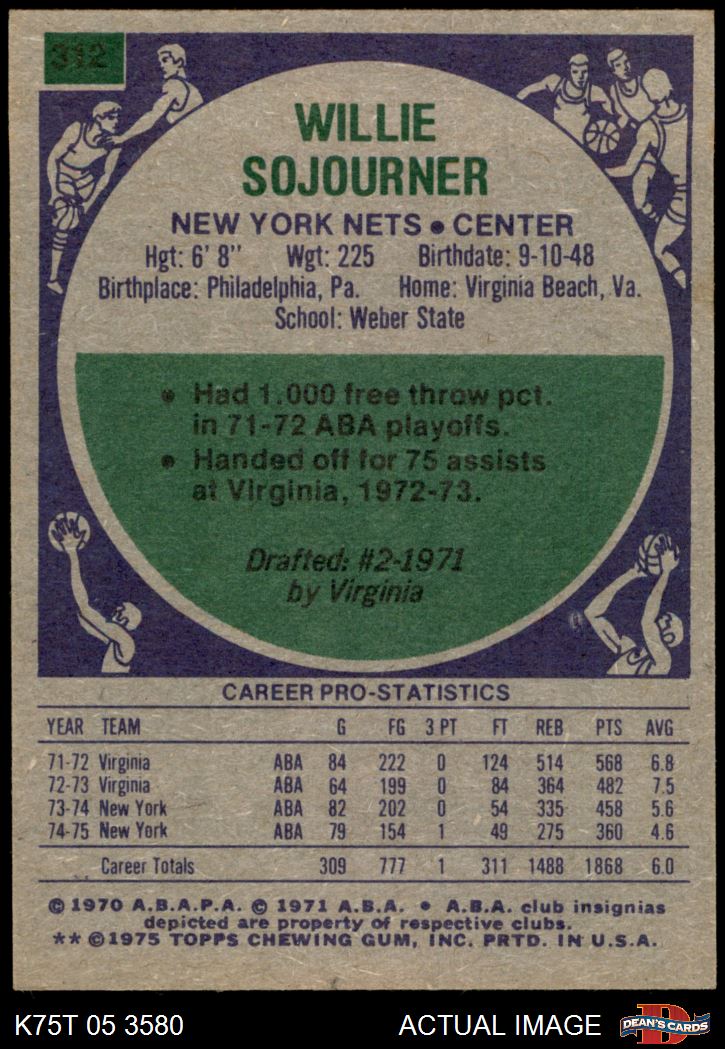 312
WILLIE
SOJOURNER
NEW YORK NETS • CENTER
Hgt: 6' 8" Wgt: 225 Birthdate: 9-10-48
Birthplace: Philadelphia, Pa. Home: Virginia Beach, Va.
School: Weber State
• Had 1.000 free throw pct.
in 71-72 ABA playoffs.
• Handed off for 75 assists
at Virginia, 1972-73.
Drafted: #2-1971
by Virginia
CAREER PRO-STATISTICS
YEAR TEAM G FG 3 PT FT REB PTS AVG
71-72 Virginia ABA 84 222 0 124 514 568 6.8
72-73 Virginia ABA 64 199 0 84 364 482 7.5
73-74 New York ABA 82 202 0 54 335 458 5.6
74-75 New York ABA 79 154 1 49 275 360 4.6
Career Totals 309 777 1 311 1488 1868 6.0
© 1970 A.B.A.P.A. © 1971 A.B.A. • A.B.A. club insignias
depicted are property of respective clubs.
** ©1975 TOPPS CHEWING GUM, INC. PRTD. IN U.S.A.
K75T 05 3580 ACTUAL IMAGE D DEAN'S CARDS